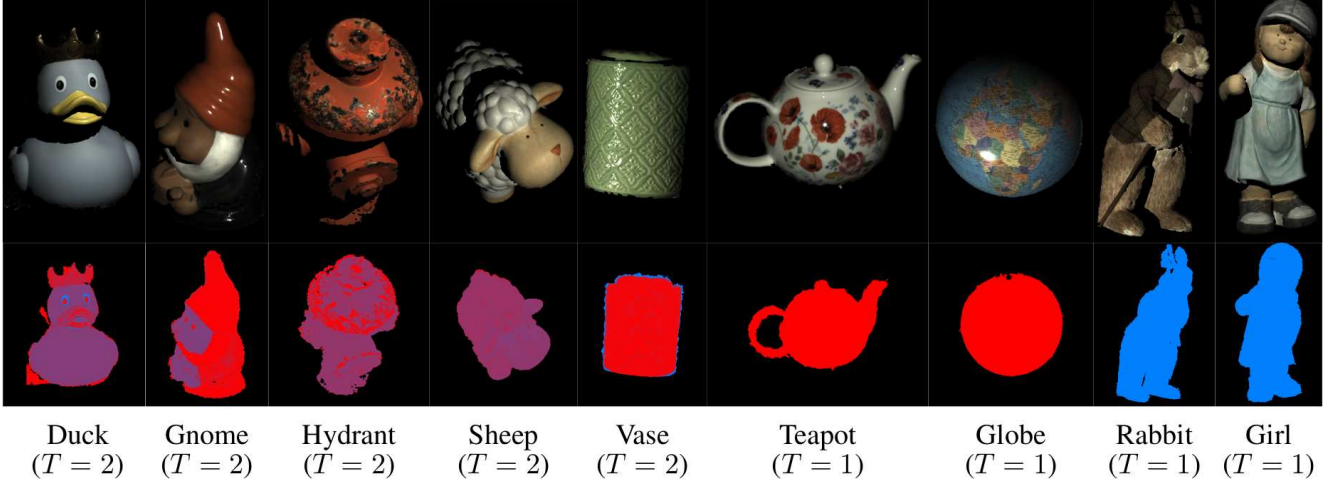 Duck Gnome Hydrant Sheep Vase Teapot Globe Rabbit Girl
(T = 2) (T = 2) (T = 2) (T = 2) (T = 2) (T = 1) (T = 1) (T = 1) (T = 1)